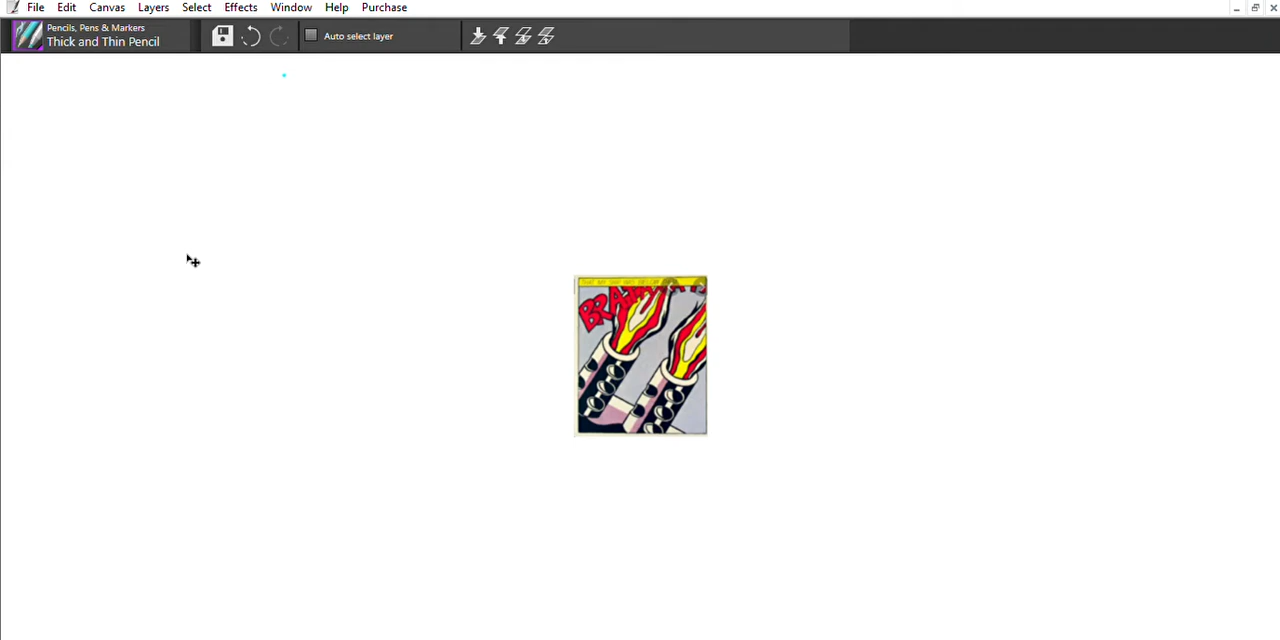 File Edit Canvas Layers Select Effects Window Help Purchase
Pencils, Pens & Markers
Thick and Thin Pencil
Auto select layer